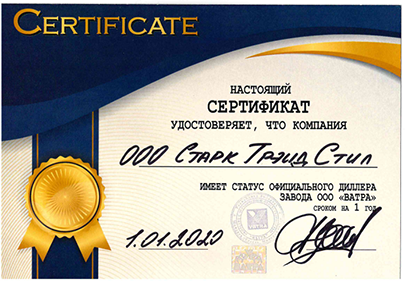 CERTIFICATE
НАСТОЯЩИЙ
СЕРТИФИКАТ
УДОСТОВЕРЯЕТ, ЧТО КОМПАНИЯ
ООО СТАРК ТРЭЙД СТИЛ
ИМЕЕТ СТАТУС ОФИЦИАЛЬНОГО ДИЛЛЕРА
ЗАВОДА ООО «ВАТРА»
СРОКОМ НА 1 ГОД
1.01.2020